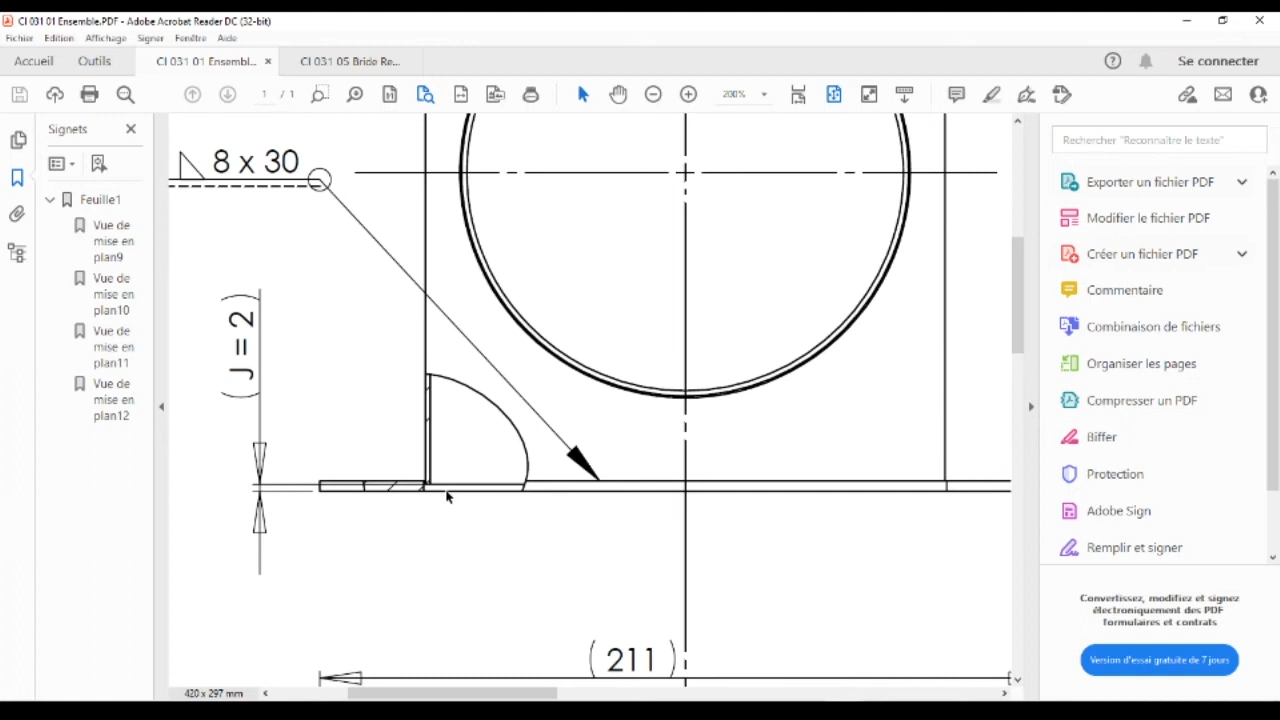 CI 031 01 Ensemble.PDF - Adobe Acrobat Reader DC (32-bit)
Fichier Edition Affichage Signer Fenêtre Aide
Accueil Outils CI 031 01 Ensembl... × CI 031 05 Bride Re... Se connecter
1 / 1 200%
Signets
Feuille1
Vue de
mise en
plan9
Vue de
mise en
plan10
Vue de
mise en
plan11
Vue de
mise en
plan12
8 x 30
( J = 2 )
( 211 )
420 x 297 mm
Rechercher "Reconnaître le texte"
Exporter un fichier PDF
Modifier le fichier PDF
Créer un fichier PDF
Commentaire
Combinaison de fichiers
Organiser les pages
Compresser un PDF
Biffer
Protection
Adobe Sign
Remplir et signer
Convertissez, modifiez et signez
électroniquement des PDF
formulaires et contrats
Version d'essai gratuite de 7 jours